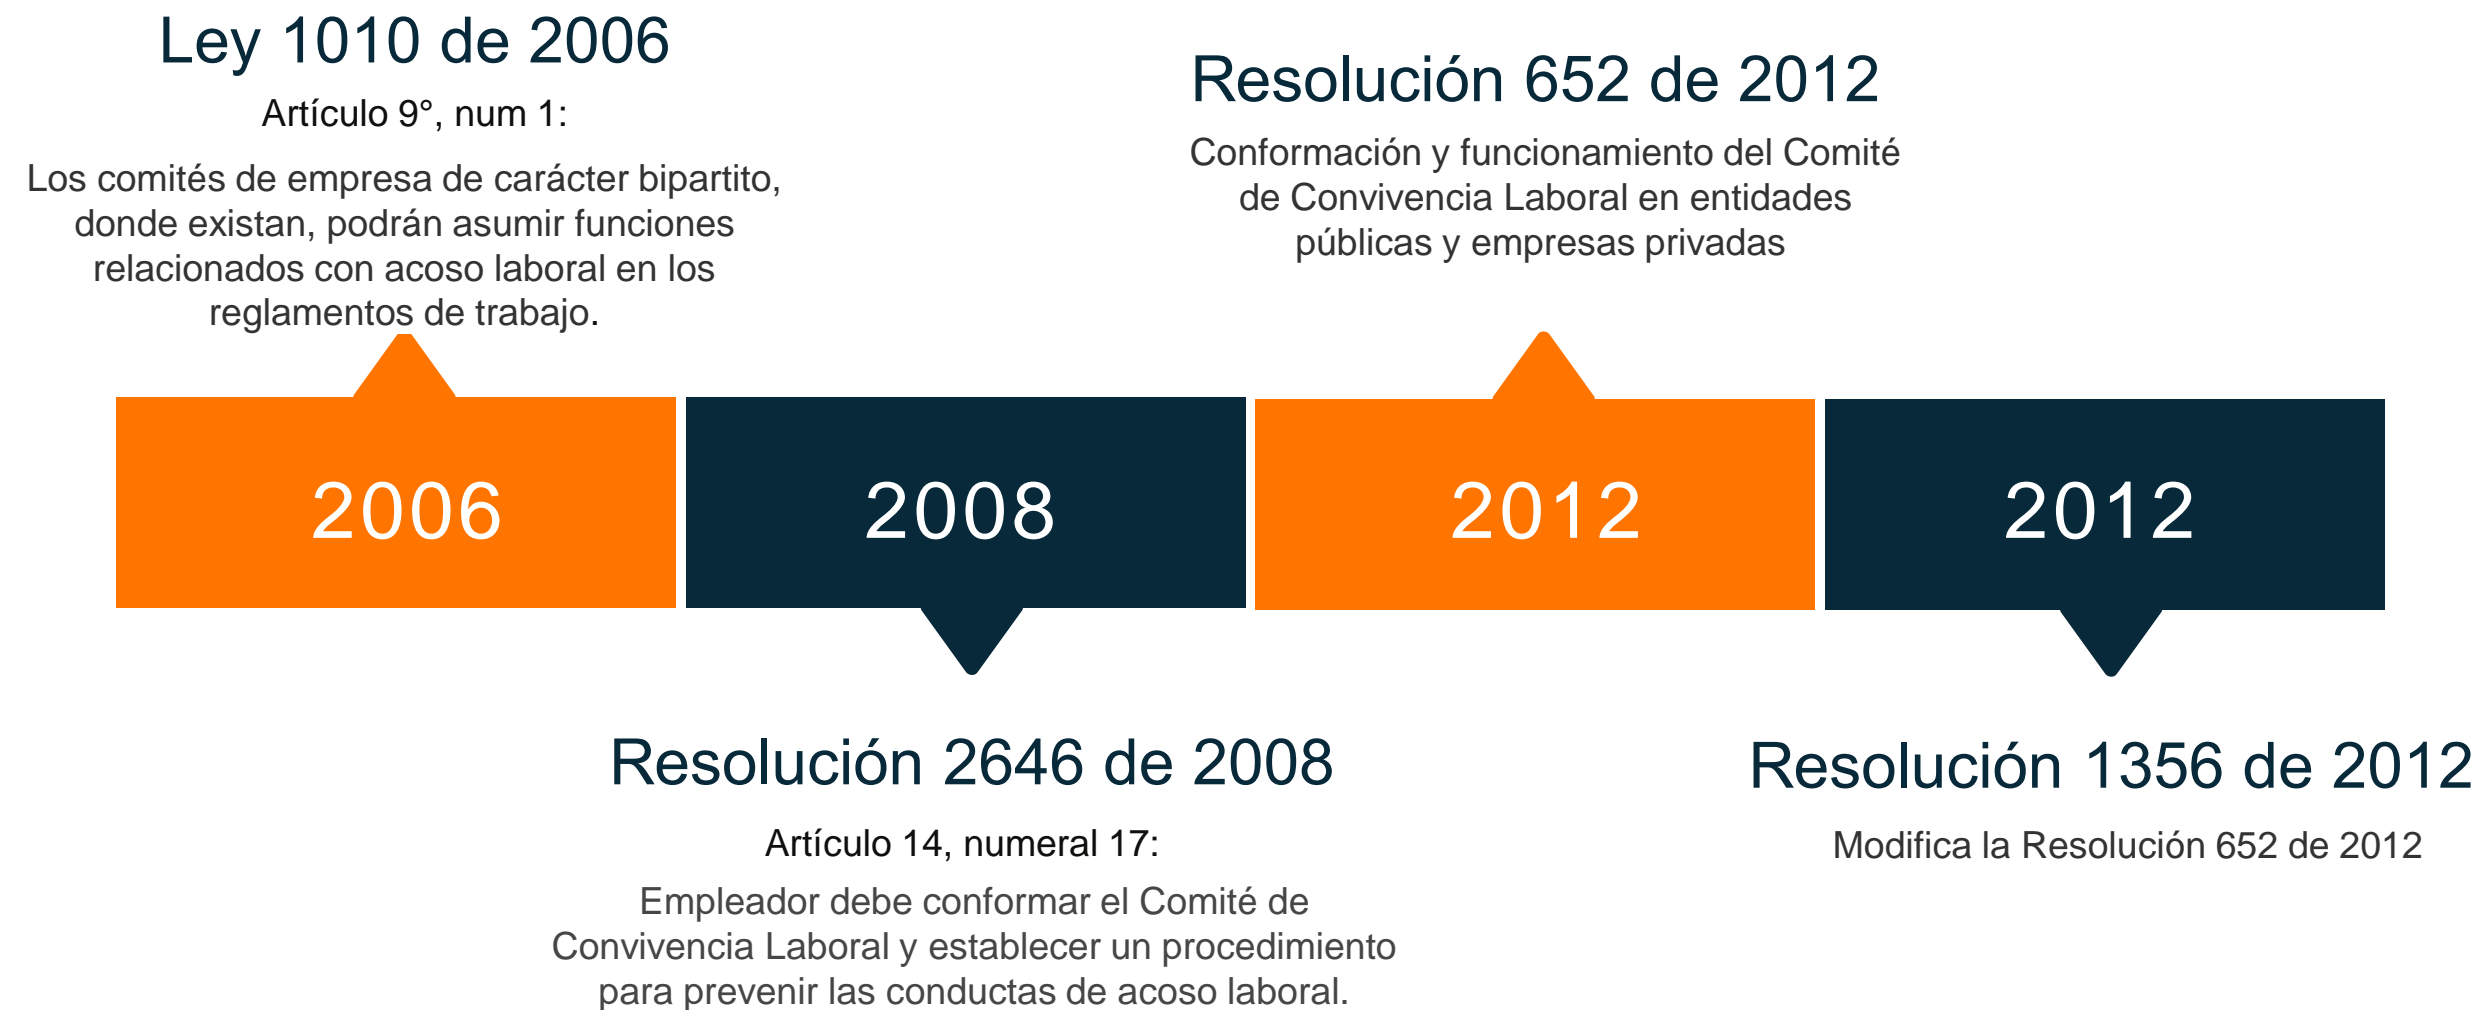 Ley 1010 de 2006
Artículo 9°, num 1:
Los comités de empresa de carácter bipartito,
donde existan, podrán asumir funciones
relacionados con acoso laboral en los
reglamentos de trabajo.
Resolución 652 de 2012
Conformación y funcionamiento del Comité
de Convivencia Laboral en entidades
públicas y empresas privadas
2006
2008
2012
2012
Resolución 2646 de 2008
Artículo 14, numeral 17:
Empleador debe conformar el Comité de
Convivencia Laboral y establecer un procedimiento
para prevenir las conductas de acoso laboral.
Resolución 1356 de 2012
Modifica la Resolución 652 de 2012